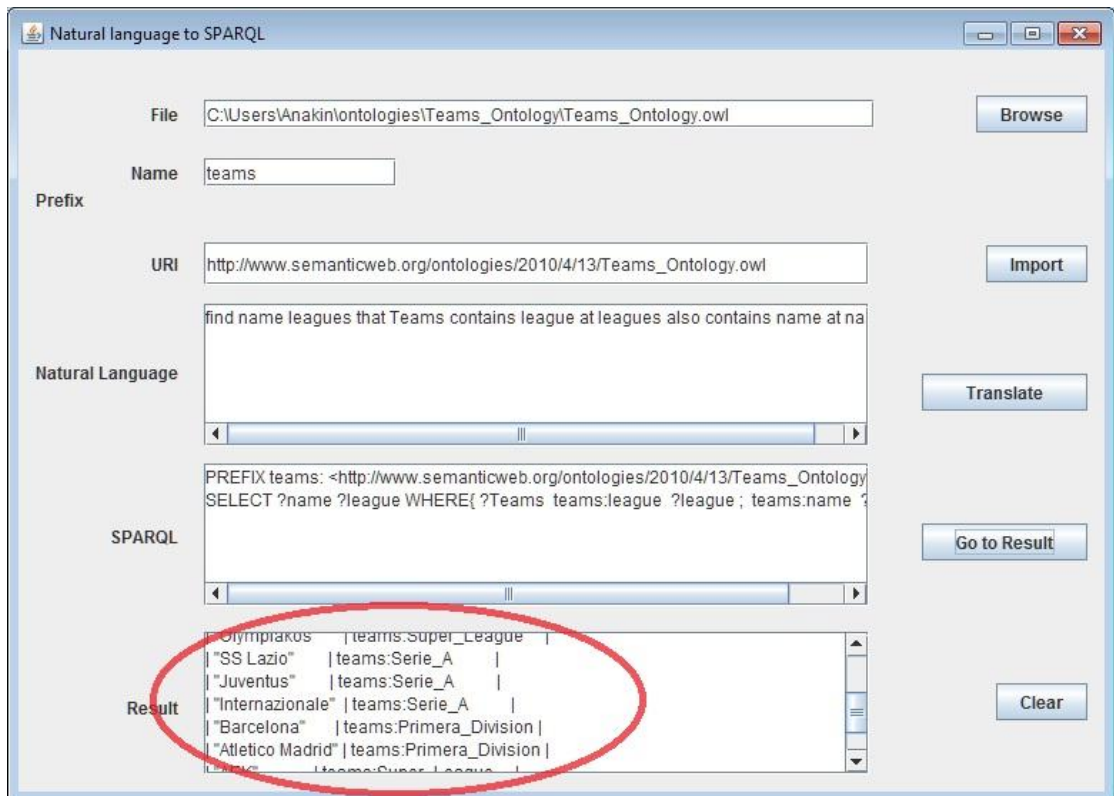 Natural language to SPARQL
File
C:\Users\Anakin\ontologies\Teams_Ontology\Teams_Ontology.owl
Browse
Name
teams
Prefix
URI
http://www.semanticweb.org/ontologies/2010/4/13/Teams_Ontology.owl
Import
find name leagues that Teams contains league at leagues also contains name at na
Natural Language
Translate
PREFIX teams: <http://www.semanticweb.org/ontologies/2010/4/13/Teams_Ontology
SELECT ?name ?league WHERE{ ?Teams teams:league ?league ; teams:name ?
SPARQL
Go to Result
| "Olympiakos" | teams:Super_League |
| "SS Lazio" | teams:Serie_A |
| "Juventus" | teams:Serie_A |
| "Internazionale" | teams:Serie_A |
| "Barcelona" | teams:Primera_Division |
| "Atletico Madrid" | teams:Primera_Division |
| "AEK" | teams:Super_League |
Result
Clear